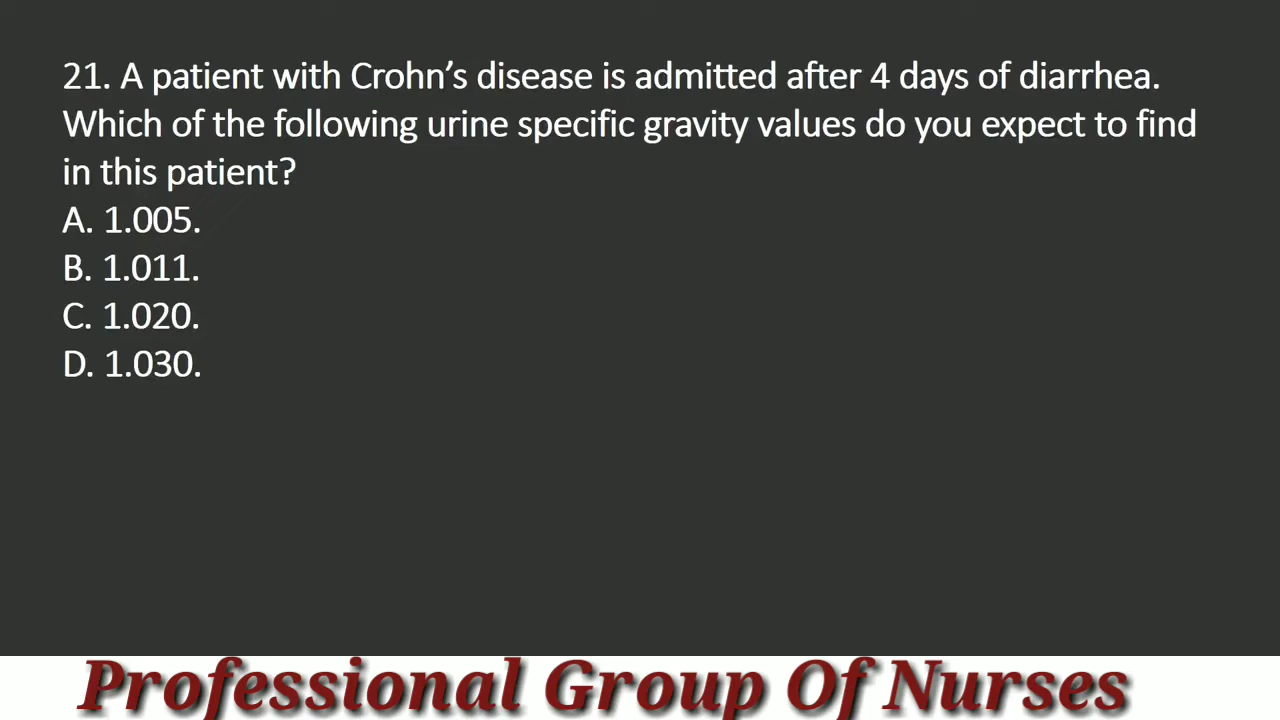 21. A patient with Crohn’s disease is admitted after 4 days of diarrhea.
Which of the following urine specific gravity values do you expect to find
in this patient?
A. 1.005.
B. 1.011.
C. 1.020.
D. 1.030.
Professional Group Of Nurses